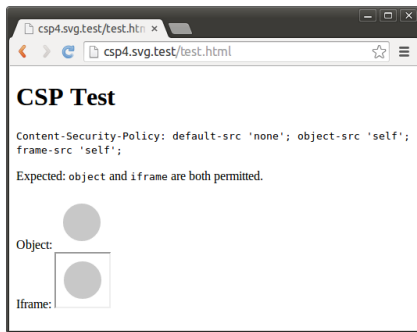 csp4.svg.test/test.htm
csp4.svg.test/test.html
CSP Test
Content-Security-Policy: default-src 'none'; object-src 'self';
frame-src 'self';
Expected: object and iframe are both permitted.
Object:
Iframe: